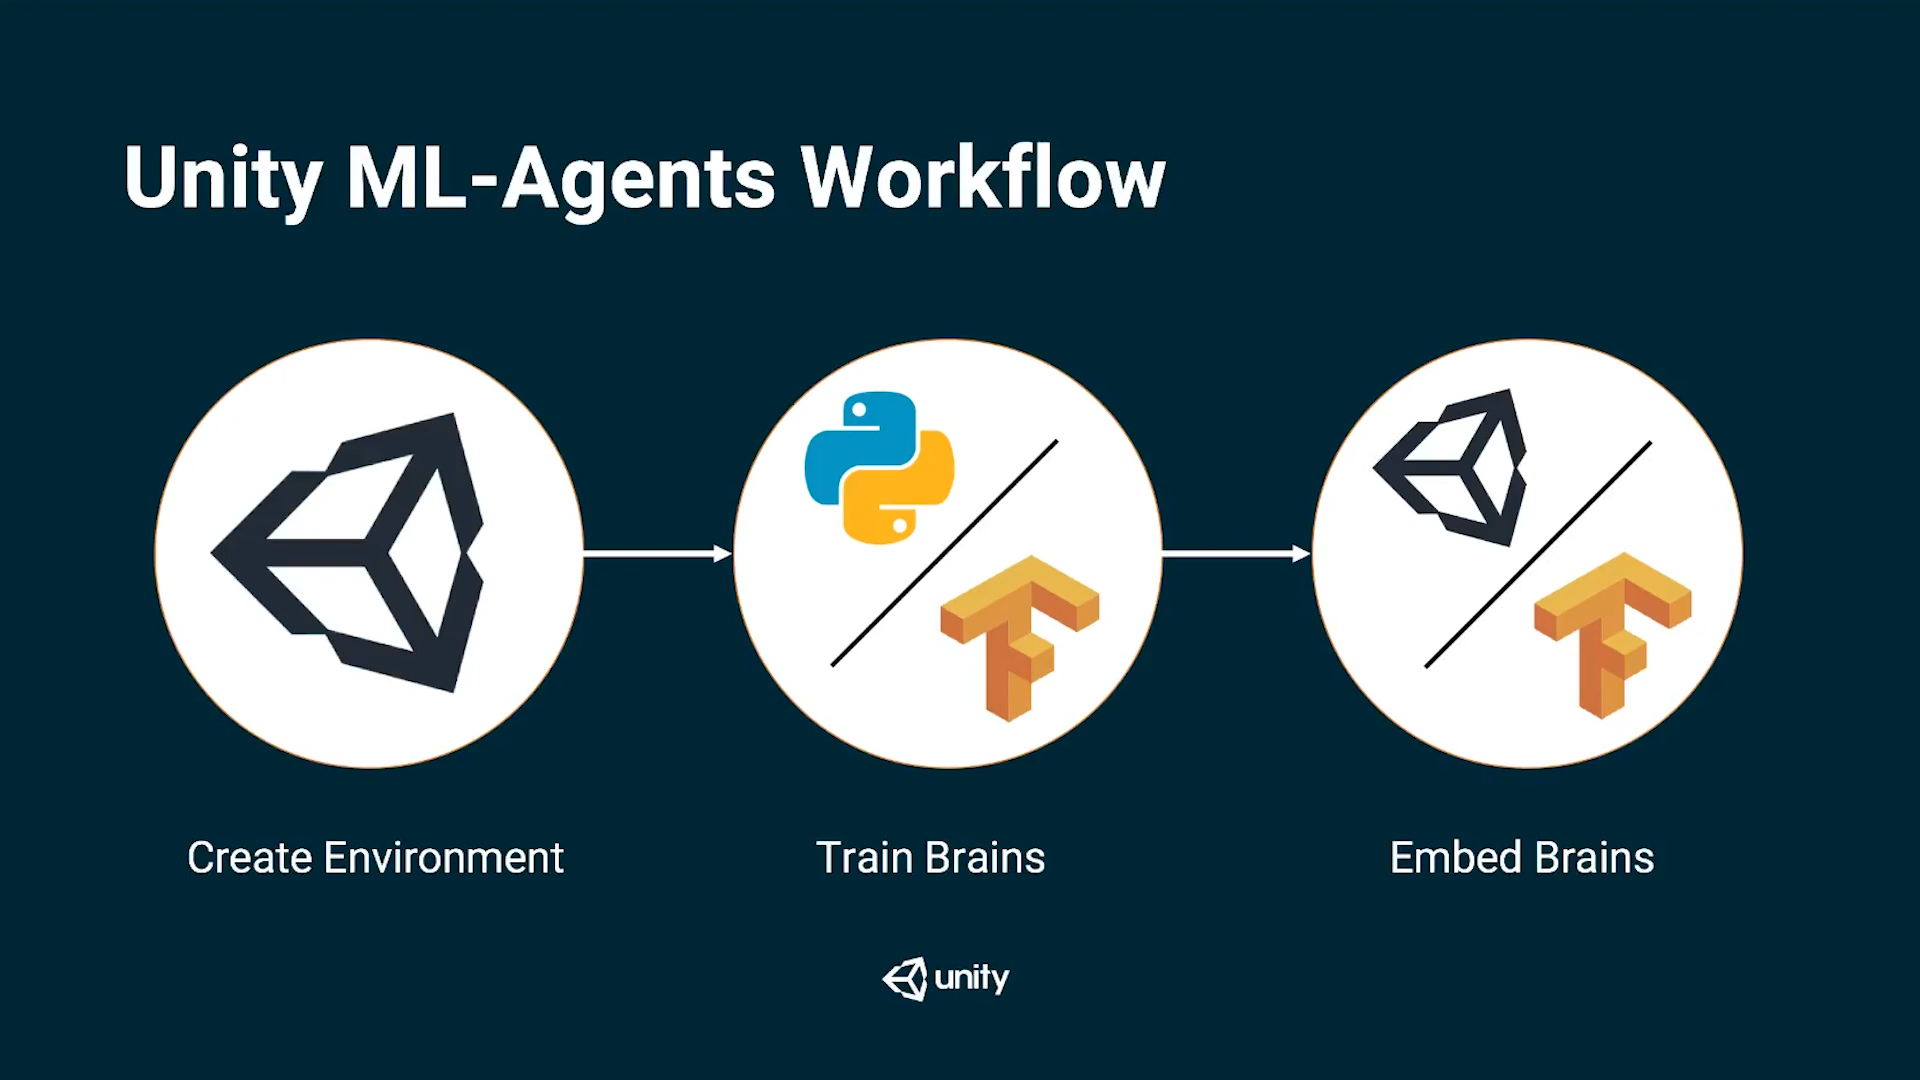 Unity ML-Agents Workflow
Create Environment
Train Brains
Embed Brains
unity